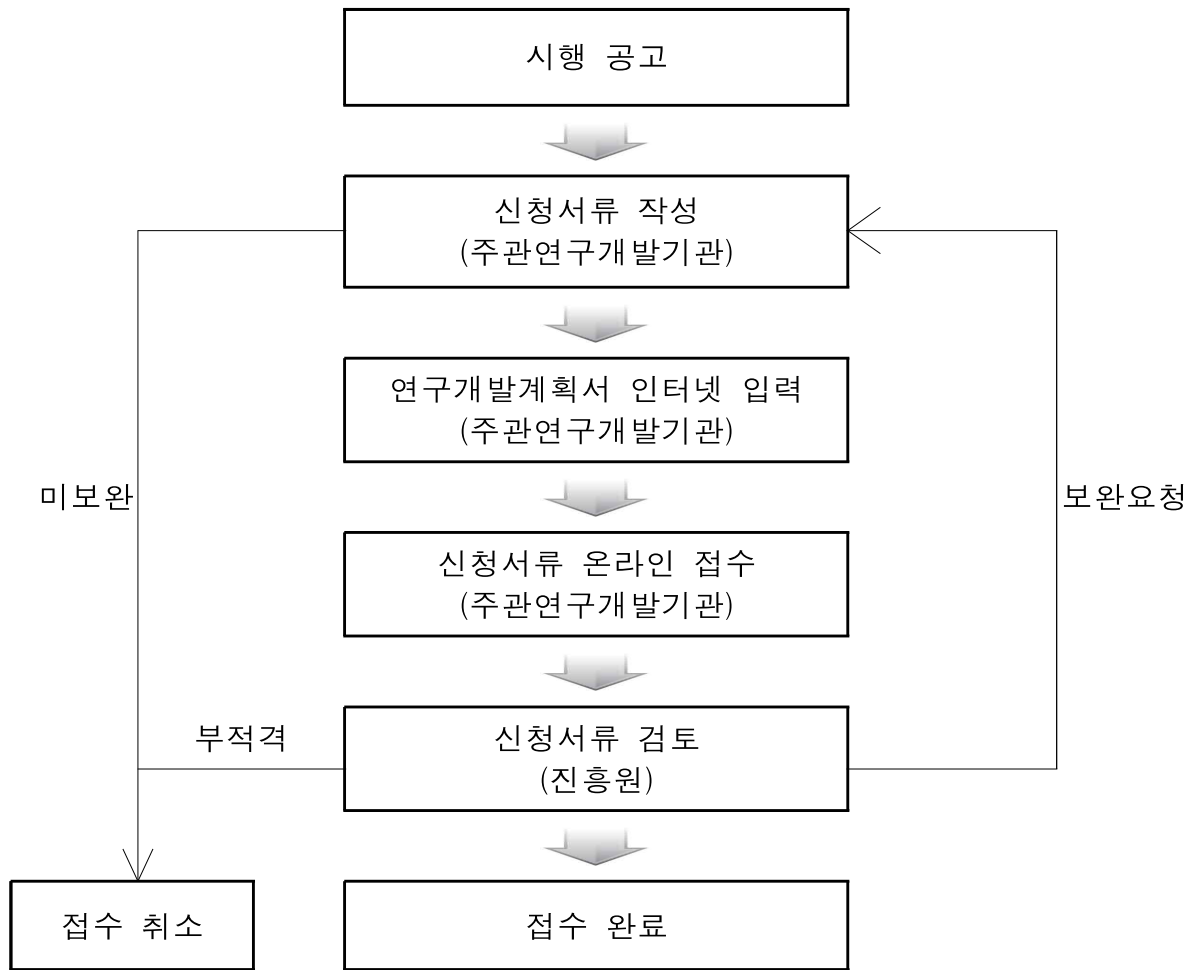 시행 공고
신청서류 작성
(주관연구개발기관)
연구개발계획서 인터넷 입력
(주관연구개발기관)
미보완
보완요청
신청서류 온라인 접수
(주관연구개발기관)
부적격
신청서류 검토
(진흥원)
접수 취소
접수 완료